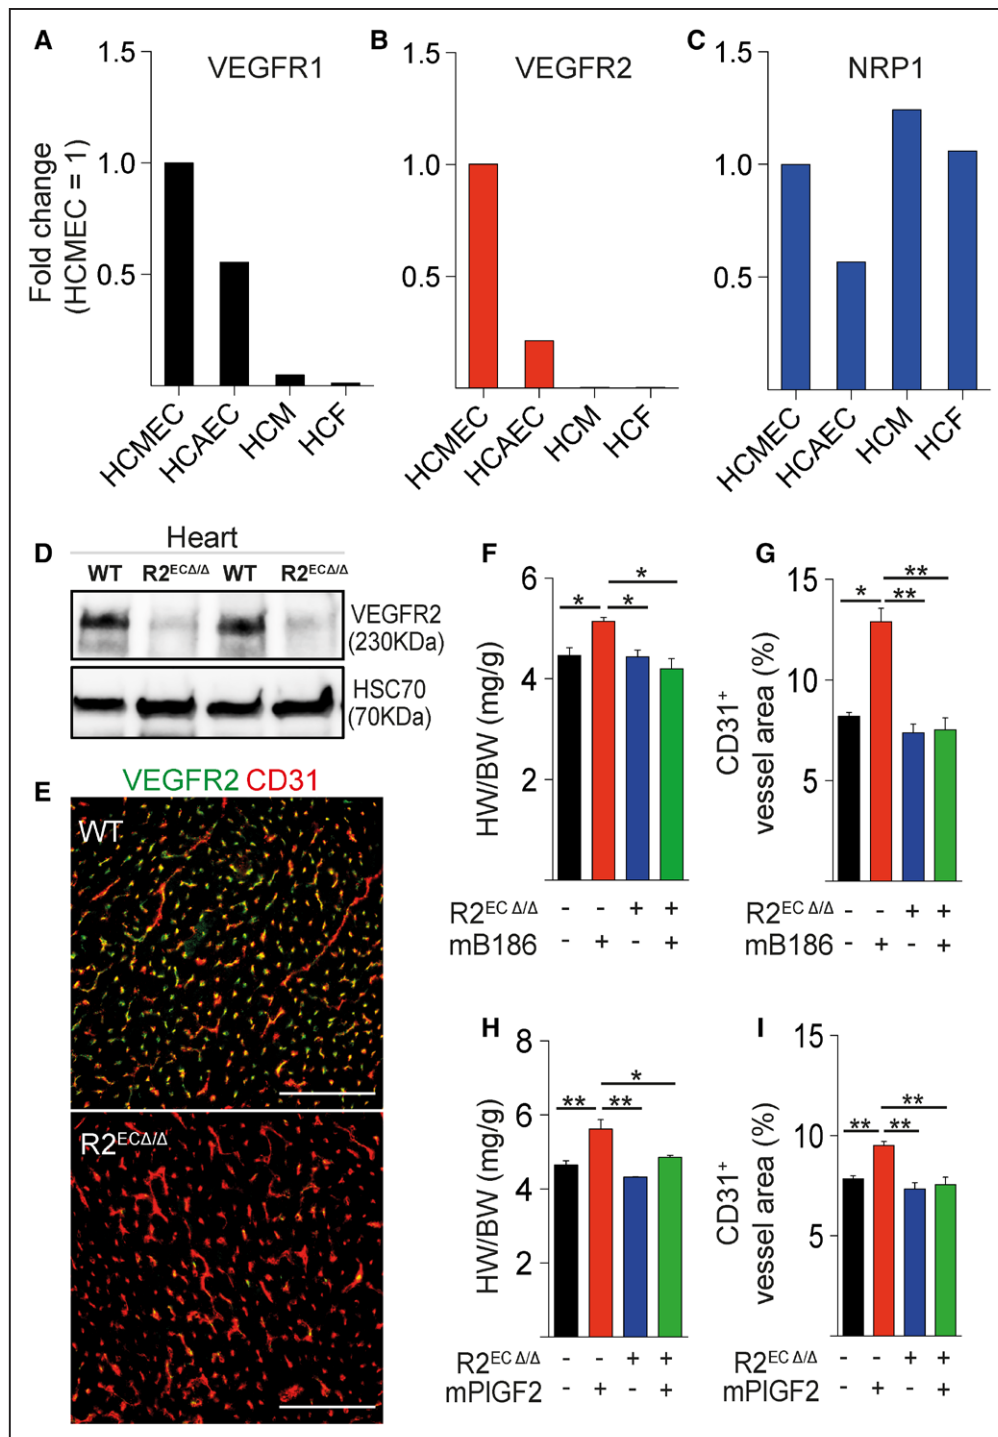 A
VEGFR1
Fold change
(HCMEC = 1)
1.5
1.0
0.5
HCMEC
HCAEC
HCM
HCF
B
VEGFR2
1.5
1.0
0.5
HCMEC
HCAEC
HCM
HCF
C
NRP1
1.5
1.0
0.5
HCMEC
HCAEC
HCM
HCF
D
Heart
WT R2ECΔ/Δ WT R2ECΔ/Δ
VEGFR2
(230KDa)
HSC70
(70KDa)
E
VEGFR2 CD31
WT
R2ECΔ/Δ
F
HW/BW (mg/g)
6
4
2
* * *
R2EC Δ/Δ - - + +
mB186 - + - +
G
CD31+
vessel area (%)
15
10
5
* ** **
R2EC Δ/Δ - - + +
mB186 - + - +
H
HW/BW (mg/g)
8
6
4
2
** ** *
R2EC Δ/Δ - - + +
mPlGF2 - + - +
I
CD31+
vessel area (%)
15
10
5
** ** **
R2EC Δ/Δ - - + +
mPlGF2 - + - +